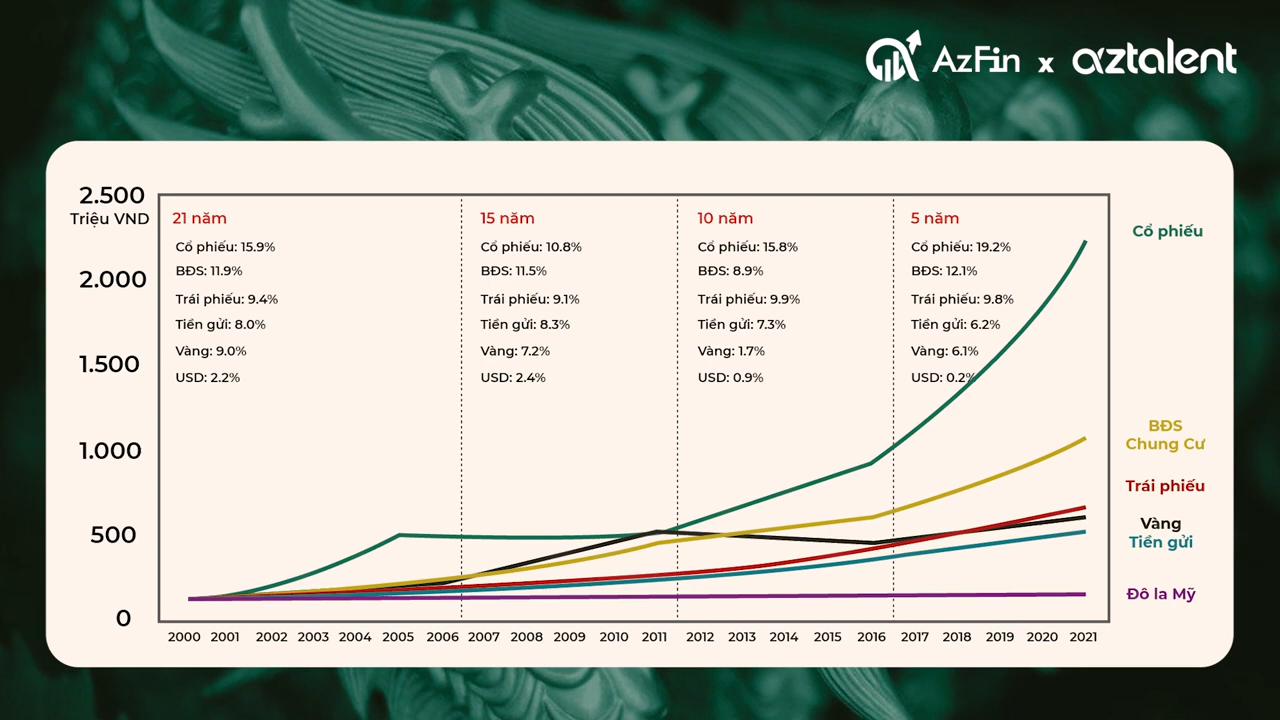 AzFin x aztalent
2.500
Triệu VND
2.000
1.500
1.000
500
0
21 năm
Cổ phiếu: 15.9%
BĐS: 11.9%
Trái phiếu: 9.4%
Tiền gửi: 8.0%
Vàng: 9.0%
USD: 2.2%
15 năm
Cổ phiếu: 10.8%
BĐS: 11.5%
Trái phiếu: 9.1%
Tiền gửi: 8.3%
Vàng: 7.2%
USD: 2.4%
10 năm
Cổ phiếu: 15.8%
BĐS: 8.9%
Trái phiếu: 9.9%
Tiền gửi: 7.3%
Vàng: 1.7%
USD: 0.9%
5 năm
Cổ phiếu: 19.2%
BĐS: 12.1%
Trái phiếu: 9.8%
Tiền gửi: 6.2%
Vàng: 6.1%
USD: 0.2%
Cổ phiếu
BĐS
Chung Cư
Trái phiếu
Vàng
Tiền gửi
Đô la Mỹ
2000 2001 2002 2003 2004 2005 2006 2007 2008 2009 2010 2011 2012 2013 2014 2015 2016 2017 2018 2019 2020 2021